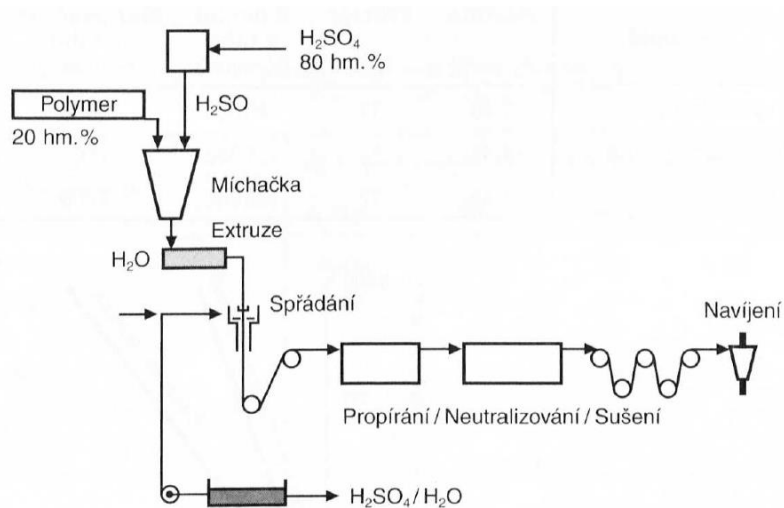 H₂SO₄
80 hm.%
Polymer
H₂SO
20 hm.%
Míchačka
Extruze
H₂O
Spřádání
Navíjení
Propírání / Neutralizování / Sušení
H₂SO₄/H₂O